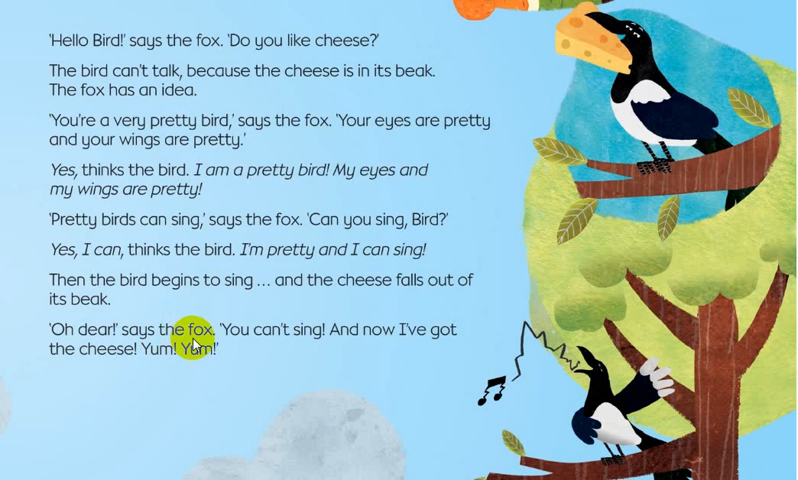 'Hello Bird!' says the fox. 'Do you like cheese?'
The bird can't talk, because the cheese is in its beak.
The fox has an idea.
'You're a very pretty bird,' says the fox. 'Your eyes are pretty
and your wings are pretty.'
Yes, thinks the bird. I am a pretty bird! My eyes and
my wings are pretty!
'Pretty birds can sing,' says the fox. 'Can you sing, Bird?'
Yes, I can, thinks the bird. I'm pretty and I can sing!
Then the bird begins to sing ... and the cheese falls out of
its beak.
'Oh dear!' says the fox. 'You can't sing! And now I've got
the cheese! Yum! Yum!'